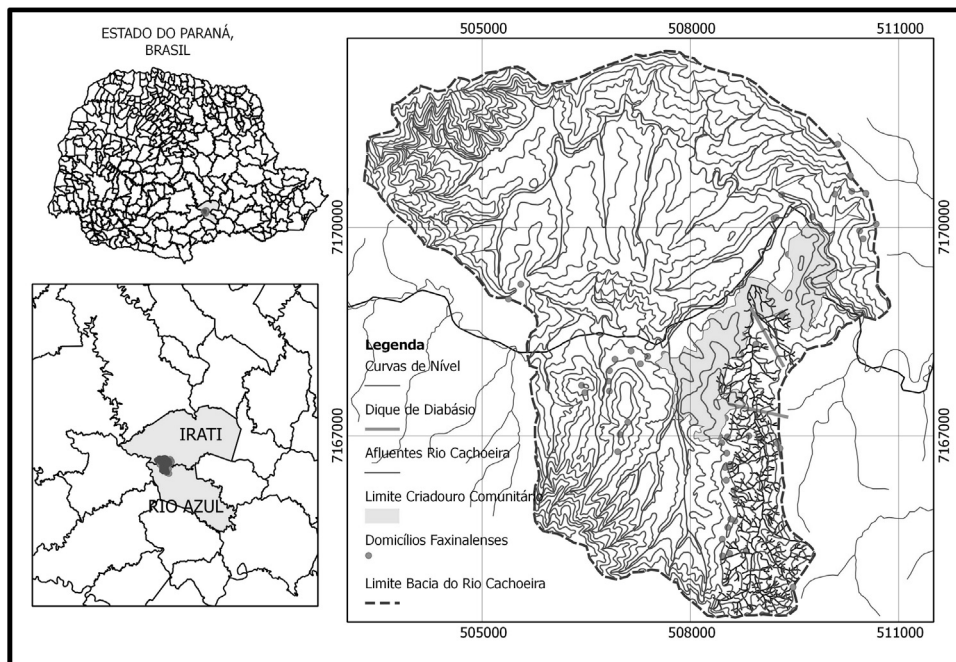 ESTADO DO PARANÁ,
BRASIL
505000
508000
511000
7170000
7170000
Legenda
Curvas de Nível
Dique de Diabásio
Afluentes Rio Cachoeira
Limite Criadouro Comunitário
Domicílios Faxinalenses
Limite Bacia do Rio Cachoeira
IRATI
RIO AZUL
7167000
7167000
505000
508000
511000